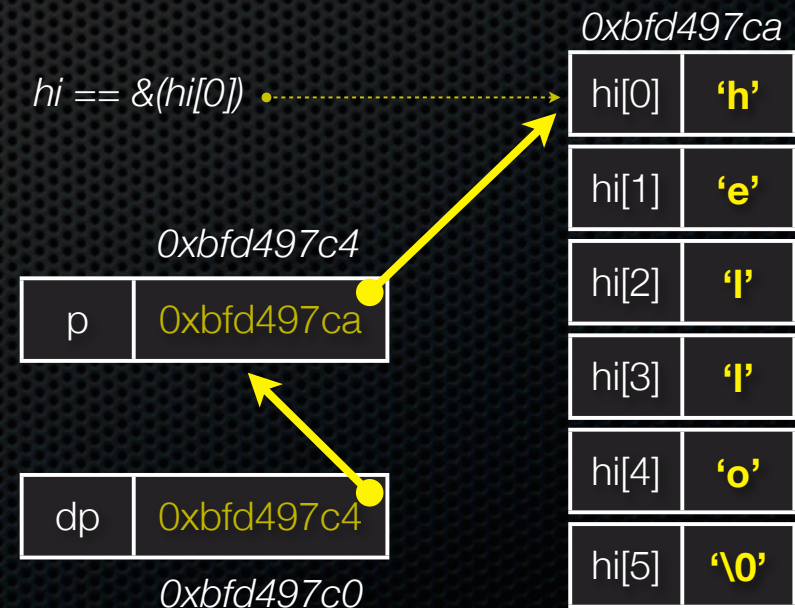 0xbfd497ca
hi == &(hi[0])
hi[0] ‘h’
hi[1] ‘e’
0xbfd497c4
hi[2] ‘l’
p 0xbfd497ca
hi[3] ‘l’
hi[4] ‘o’
dp 0xbfd497c4
hi[5] ‘\0’
0xbfd497c0